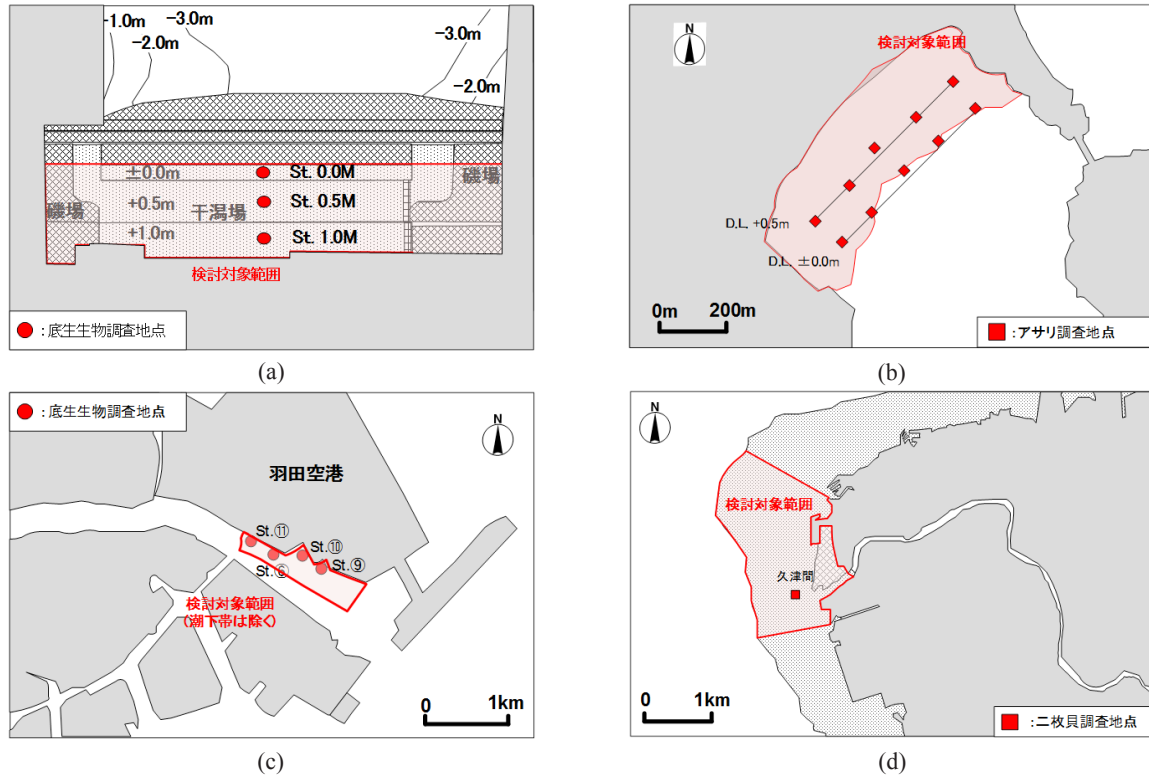 -1.0m
-3.0m
-2.0m
-3.0m
-2.0m
±0.0m
St. 0.0M
磯場
+0.5m
St. 0.5M
磯場
干潟場
+1.0m
St. 1.0M
検討対象範囲
：底生生物調査地点
(a)
N
検討対象範囲
D.L. +0.5m
D.L. ±0.0m
0m 200m
：アサリ調査地点
(b)
：底生生物調査地点
N
羽田空港
St.⑪
St.⑩
St.⑥
St.⑨
検討対象範囲
(潮下帯は除く)
0 1km
(c)
N
検討対象範囲
久津間
0 1km
：二枚貝調査地点
(d)